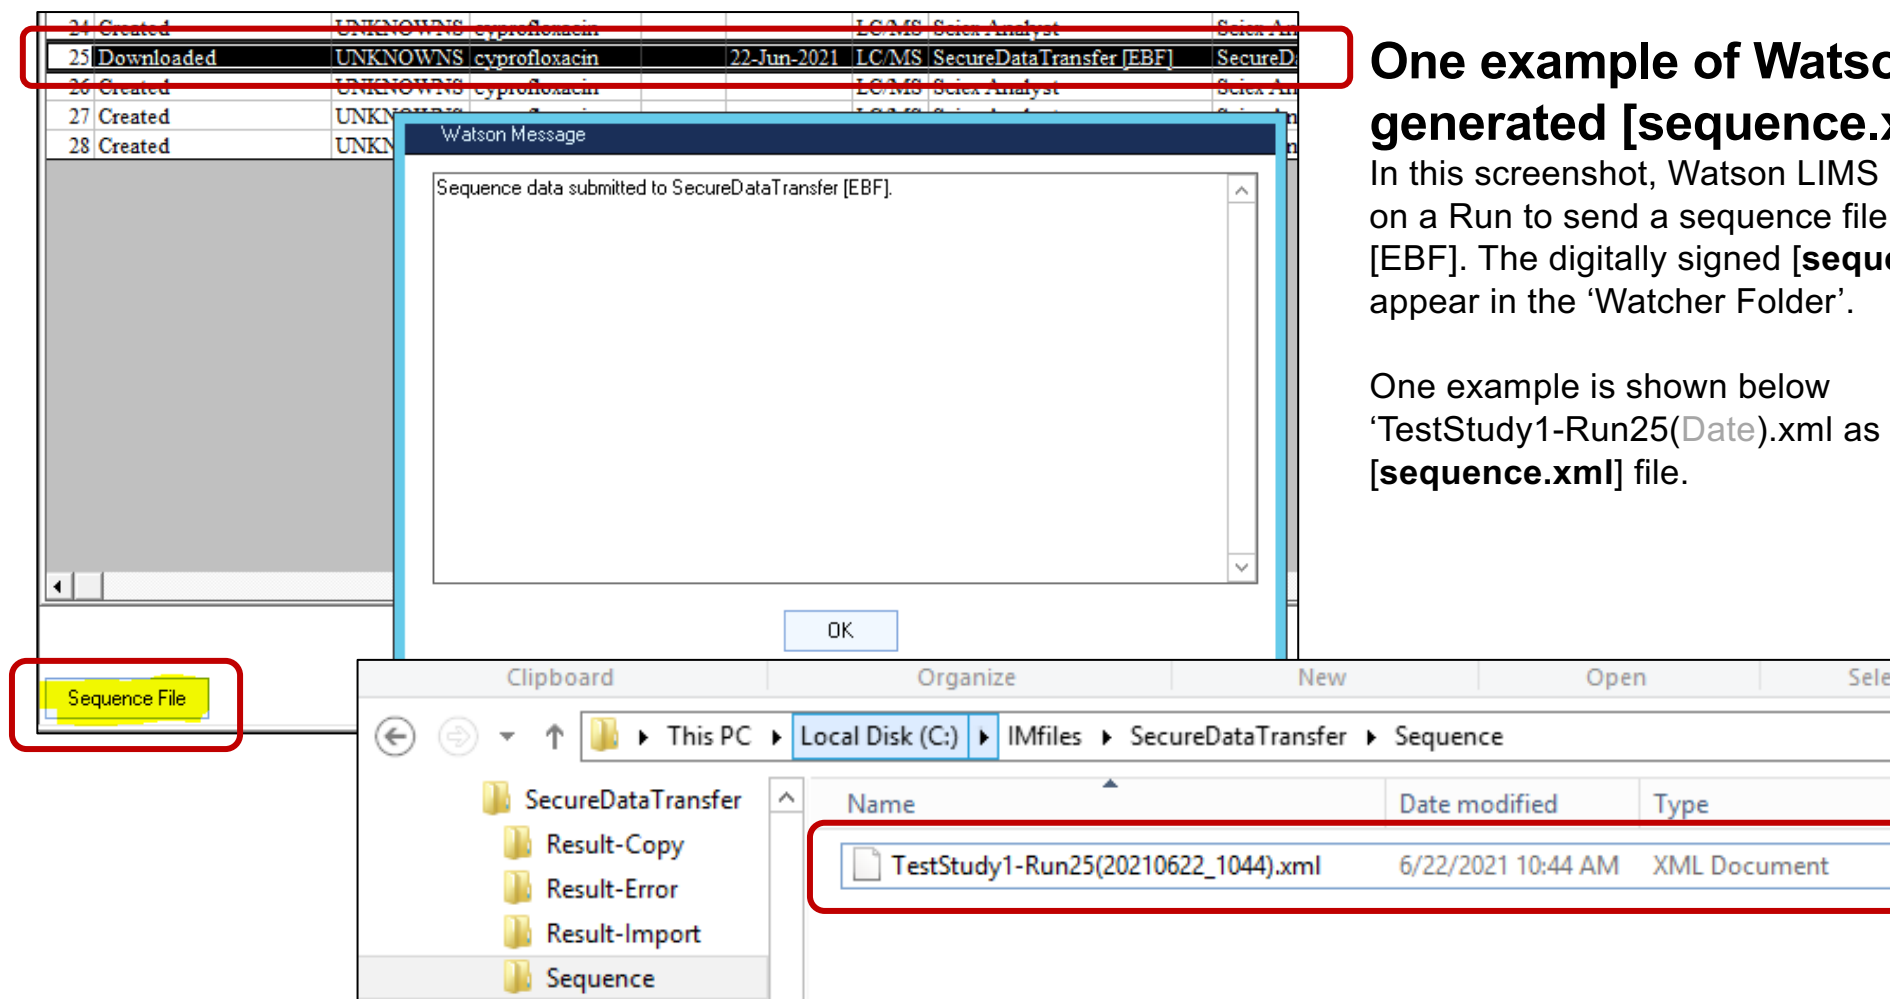 24 Created UNKNOWNS cyprofloxacin LC/MS Sciex Analyst
25 Downloaded UNKNOWNS cyprofloxacin 22-Jun-2021 LC/MS SecureDataTransfer [EBF] SecureD
26 Created UNKNOWNS cyprofloxacin LC/MS Sciex Analyst
27 Created UNKN
28 Created UNKN
Watson Message
Sequence data submitted to SecureDataTransfer [EBF].
OK
Sequence File
One example of Watso
generated [sequence.x
In this screenshot, Watson LIMS
on a Run to send a sequence file
[EBF]. The digitally signed [seque
appear in the ‘Watcher Folder’.
One example is shown below
‘TestStudy1-Run25(Date).xml as
[sequence.xml] file.
Clipboard Organize New Open Sele
This PC Local Disk (C:) IMfiles SecureDataTransfer Sequence
SecureDataTransfer
Result-Copy
Result-Error
Result-Import
Sequence
Name Date modified Type
TestStudy1-Run25(20210622_1044).xml 6/22/2021 10:44 AM XML Document